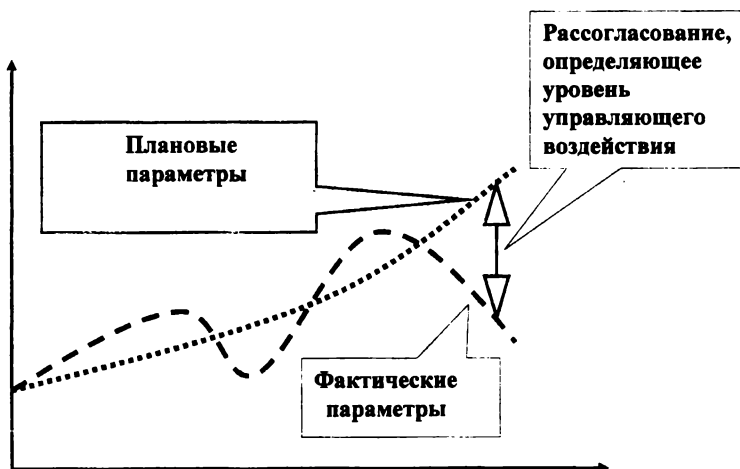 Рассогласование,
определяющее
уровень
управляющего
воздействия
Плановые
параметры
Фактические
параметры